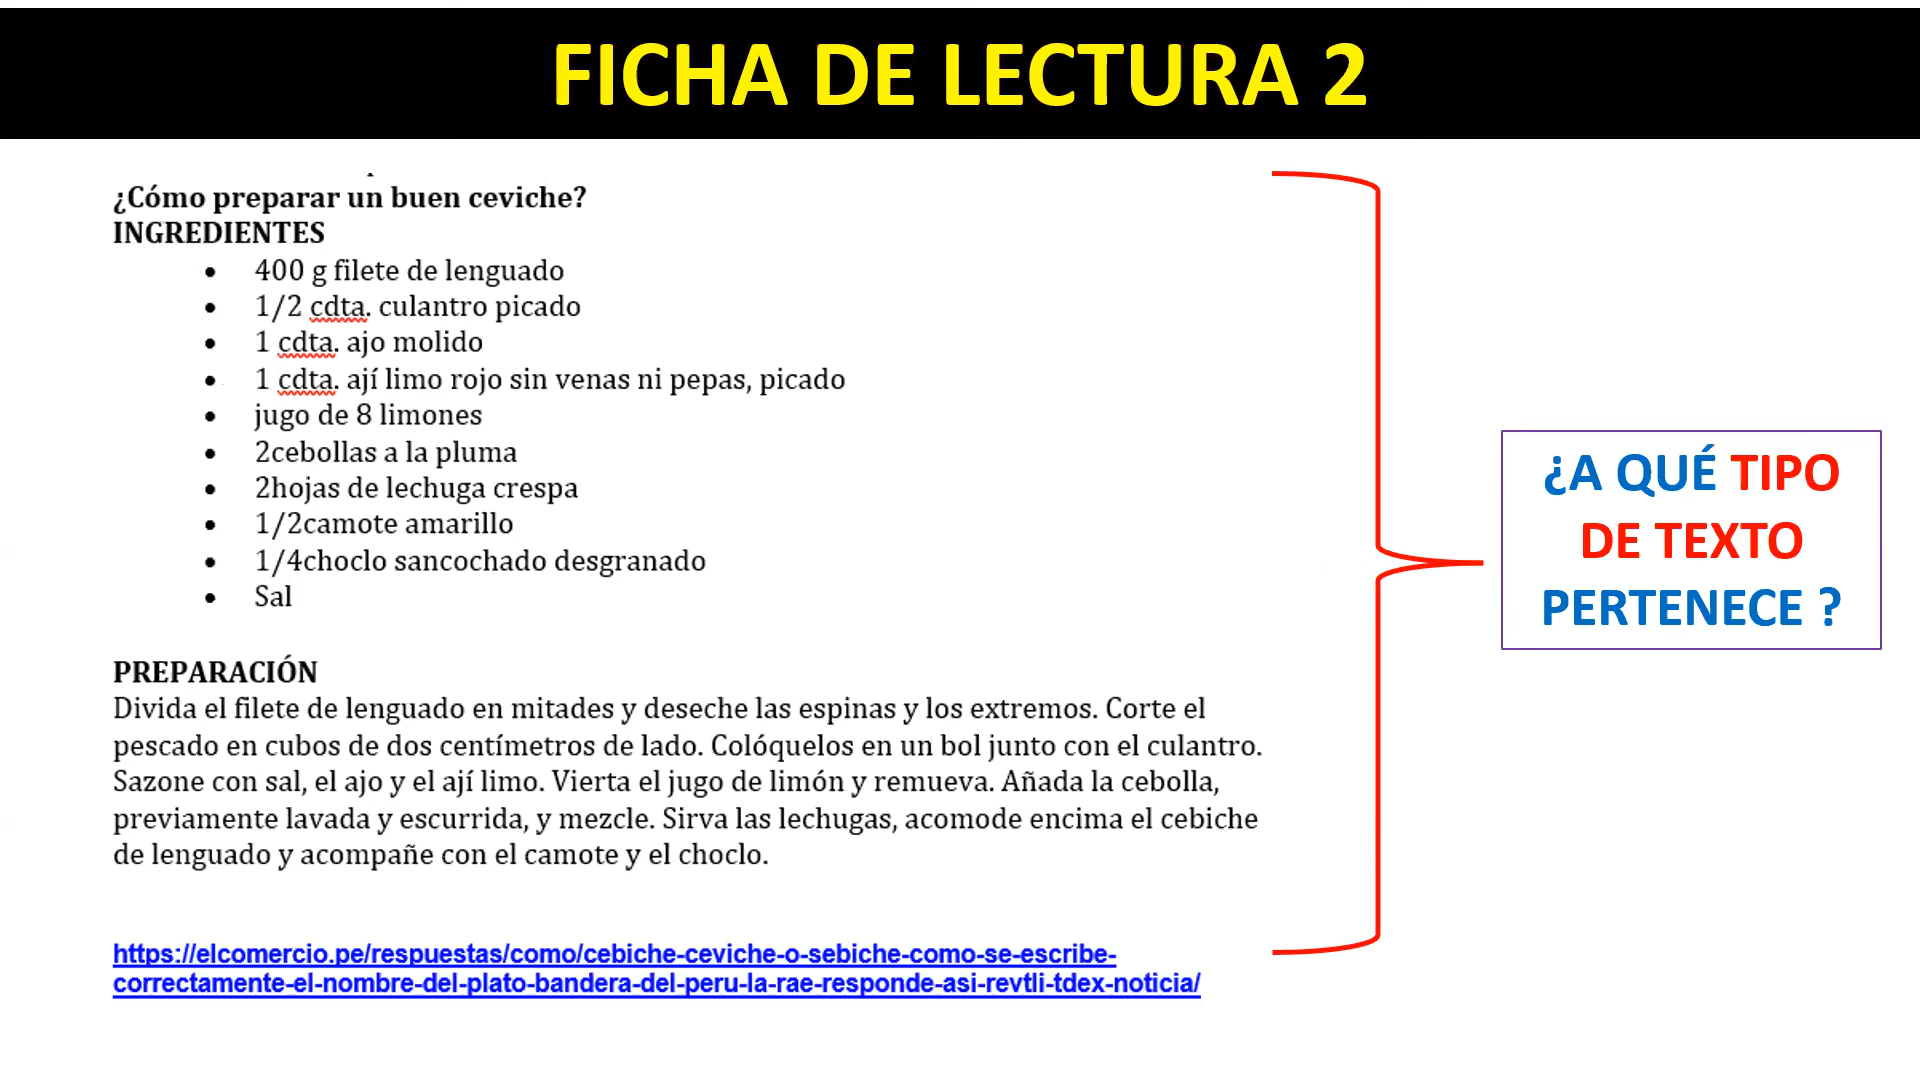 FICHA DE LECTURA 2
¿Cómo preparar un buen ceviche?
INGREDIENTES
• 400 g filete de lenguado
• 1/2 cdta. culantro picado
• 1 cdta. ajo molido
• 1 cdta. ají limo rojo sin venas ni pepas, picado
• jugo de 8 limones
• 2cebollas a la pluma
• 2hojas de lechuga crespa
• 1/2camote amarillo
• 1/4choclo sancochado desgranado
• Sal
PREPARACIÓN
Divida el filete de lenguado en mitades y deseche las espinas y los extremos. Corte el
pescado en cubos de dos centímetros de lado. Colóquelos en un bol junto con el culantro.
Sazone con sal, el ajo y el ají limo. Vierta el jugo de limón y remueva. Añada la cebolla,
previamente lavada y escurrida, y mezcle. Sirva las lechugas, acomode encima el cebiche
de lenguado y acompañe con el camote y el choclo.
https://elcomercio.pe/respuestas/como/cebiche-ceviche-o-sebiche-como-se-escribe-
correctamente-el-nombre-del-plato-bandera-del-peru-la-rae-responde-asi-revtli-tdex-noticia/
¿A QUÉ TIPO
DE TEXTO
PERTENECE ?